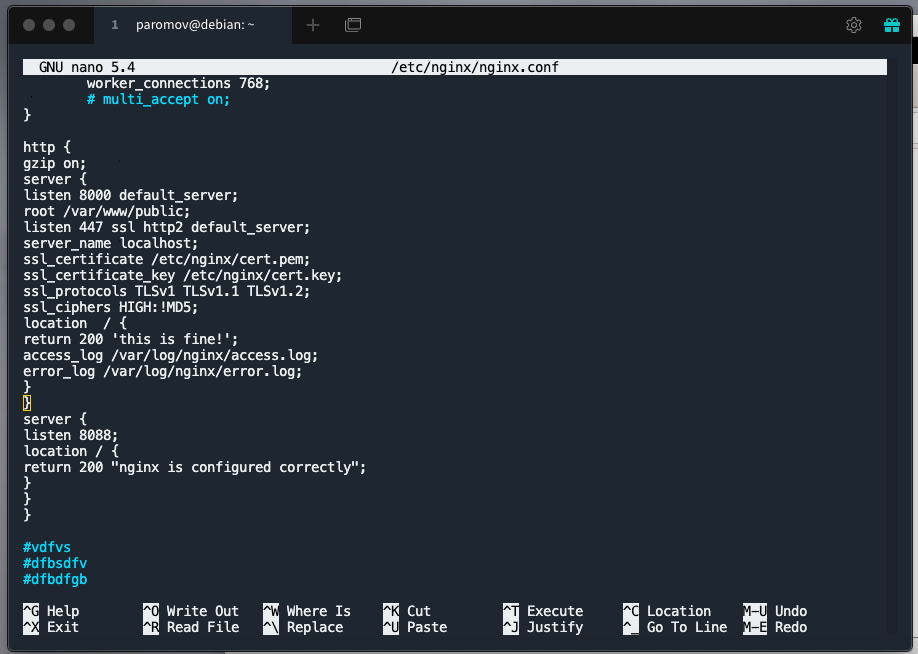 1 paromov@debian: ~
GNU nano 5.4 /etc/nginx/nginx.conf
worker_connections 768;
# multi_accept on;
}
http {
gzip on;
server {
listen 8000 default_server;
root /var/www/public;
listen 447 ssl http2 default_server;
server_name localhost;
ssl_certificate /etc/nginx/cert.pem;
ssl_certificate_key /etc/nginx/cert.key;
ssl_protocols TLSv1 TLSv1.1 TLSv1.2;
ssl_ciphers HIGH:!MD5;
location  / {
return 200 'this is fine!';
access_log /var/log/nginx/access.log;
error_log /var/log/nginx/error.log;
}
}
server {
listen 8088;
location / {
return 200 "nginx is configured correctly";
}
}
}
#vdfvs
#dfbsdfv
#dfbdfgb
^G Help ^O Write Out ^W Where Is ^K Cut ^T Execute ^C Location M-U Undo
^X Exit ^R Read File ^\ Replace ^U Paste ^J Justify ^_ Go To Line M-E Redo